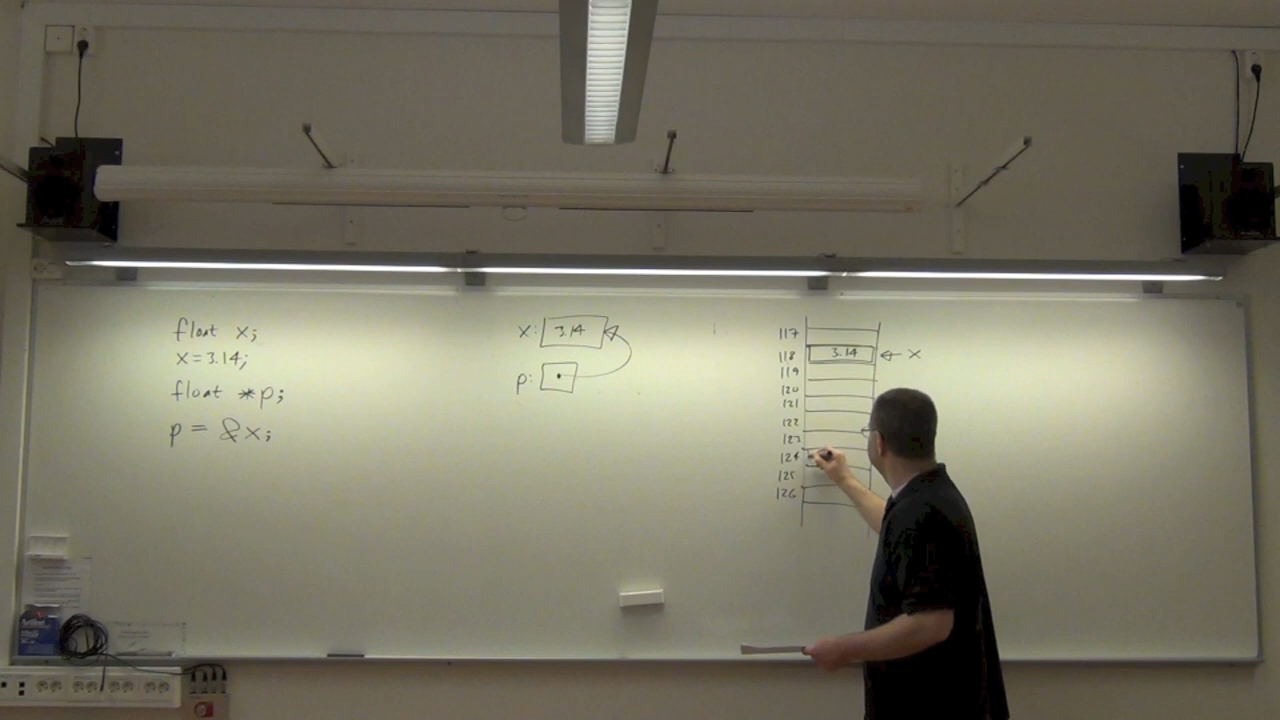 float x;
x=3.14;
float *p;
p = &x;
x: 3.14
p:
117
118 3.14 ← x
119
120
121
122
123
124
125
126